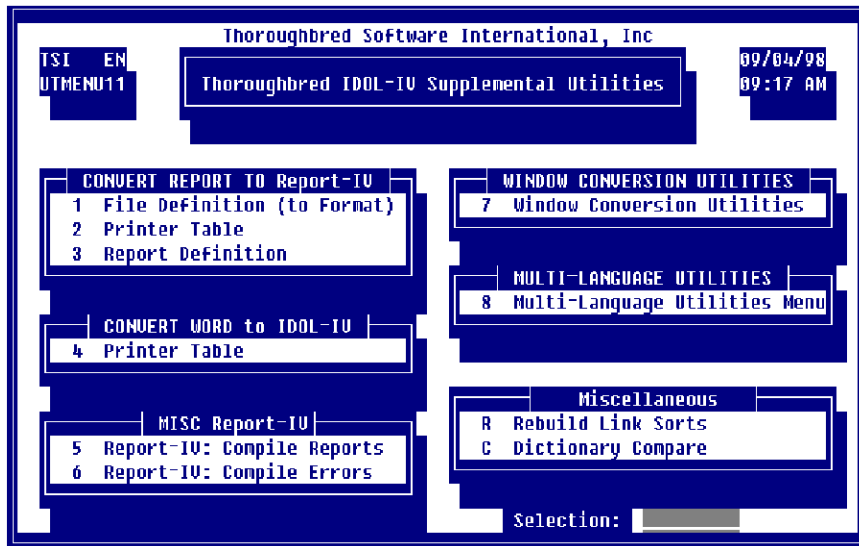 Thoroughbred Software International, Inc
TSI EN
UTMENU11
Thoroughbred IDOL-IV Supplemental Utilities
09/04/98
09:17 AM
CONVERT REPORT TO Report-IV
1 File Definition (to Format)
2 Printer Table
3 Report Definition
CONVERT WORD to IDOL-IV
4 Printer Table
MISC Report-IV
5 Report-IV: Compile Reports
6 Report-IV: Compile Errors
WINDOW CONVERSION UTILITIES
7 Window Conversion Utilities
MULTI-LANGUAGE UTILITIES
8 Multi-Language Utilities Menu
Miscellaneous
R Rebuild Link Sorts
C Dictionary Compare
Selection: